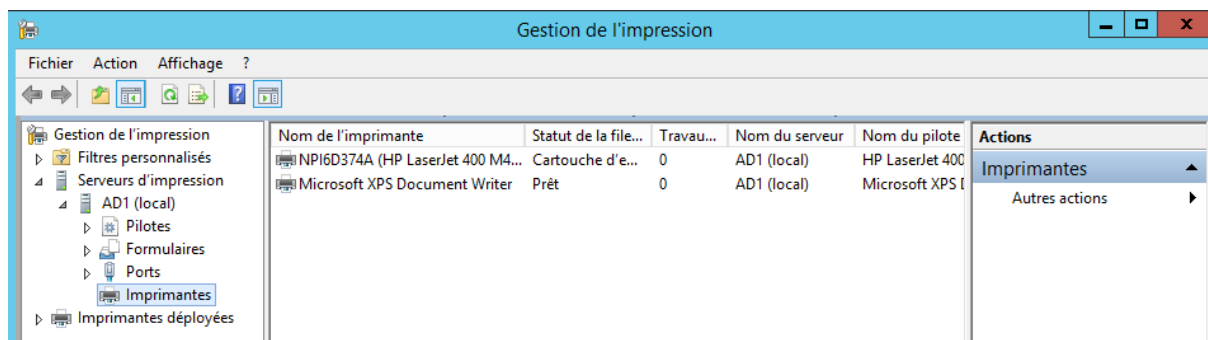 Gestion de l'impression
Fichier Action Affichage ?
Gestion de l'impression
Filtres personnalisés
Serveurs d'impression
AD1 (local)
Pilotes
Formulaires
Ports
Imprimantes
Imprimantes déployées
Nom de l'imprimante Statut de la file... Travau... Nom du serveur Nom du pilote
NPI6D374A (HP LaserJet 400 M4... Cartouche d'e... 0 AD1 (local) HP LaserJet 400
Microsoft XPS Document Writer Prêt 0 AD1 (local) Microsoft XPS
Actions
Imprimantes
Autres actions